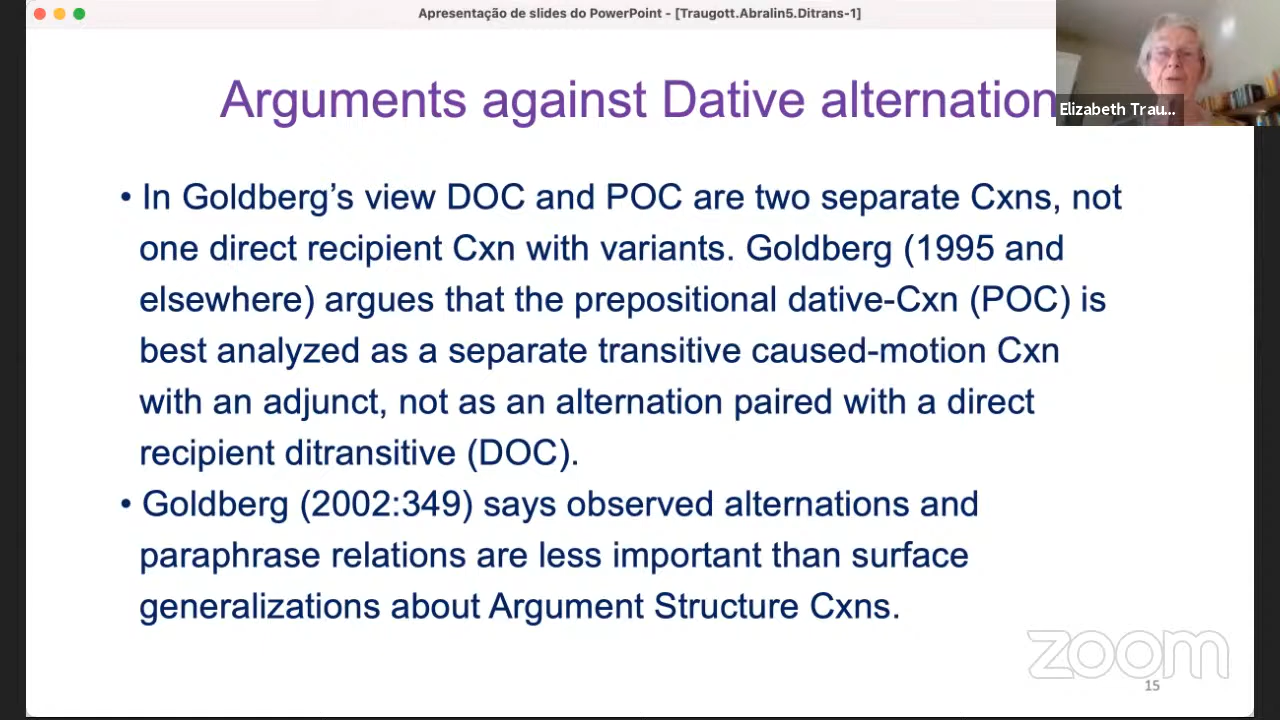 Apresentação de slides do PowerPoint - [Traugott.Abralin5.Ditrans-1]
Arguments against Dative alternation
Elizabeth Trau...
• In Goldberg’s view DOC and POC are two separate Cxns, not
one direct recipient Cxn with variants. Goldberg (1995 and
elsewhere) argues that the prepositional dative-Cxn (POC) is
best analyzed as a separate transitive caused-motion Cxn
with an adjunct, not as an alternation paired with a direct
recipient ditransitive (DOC).
• Goldberg (2002:349) says observed alternations and
paraphrase relations are less important than surface
generalizations about Argument Structure Cxns.
zoom
15